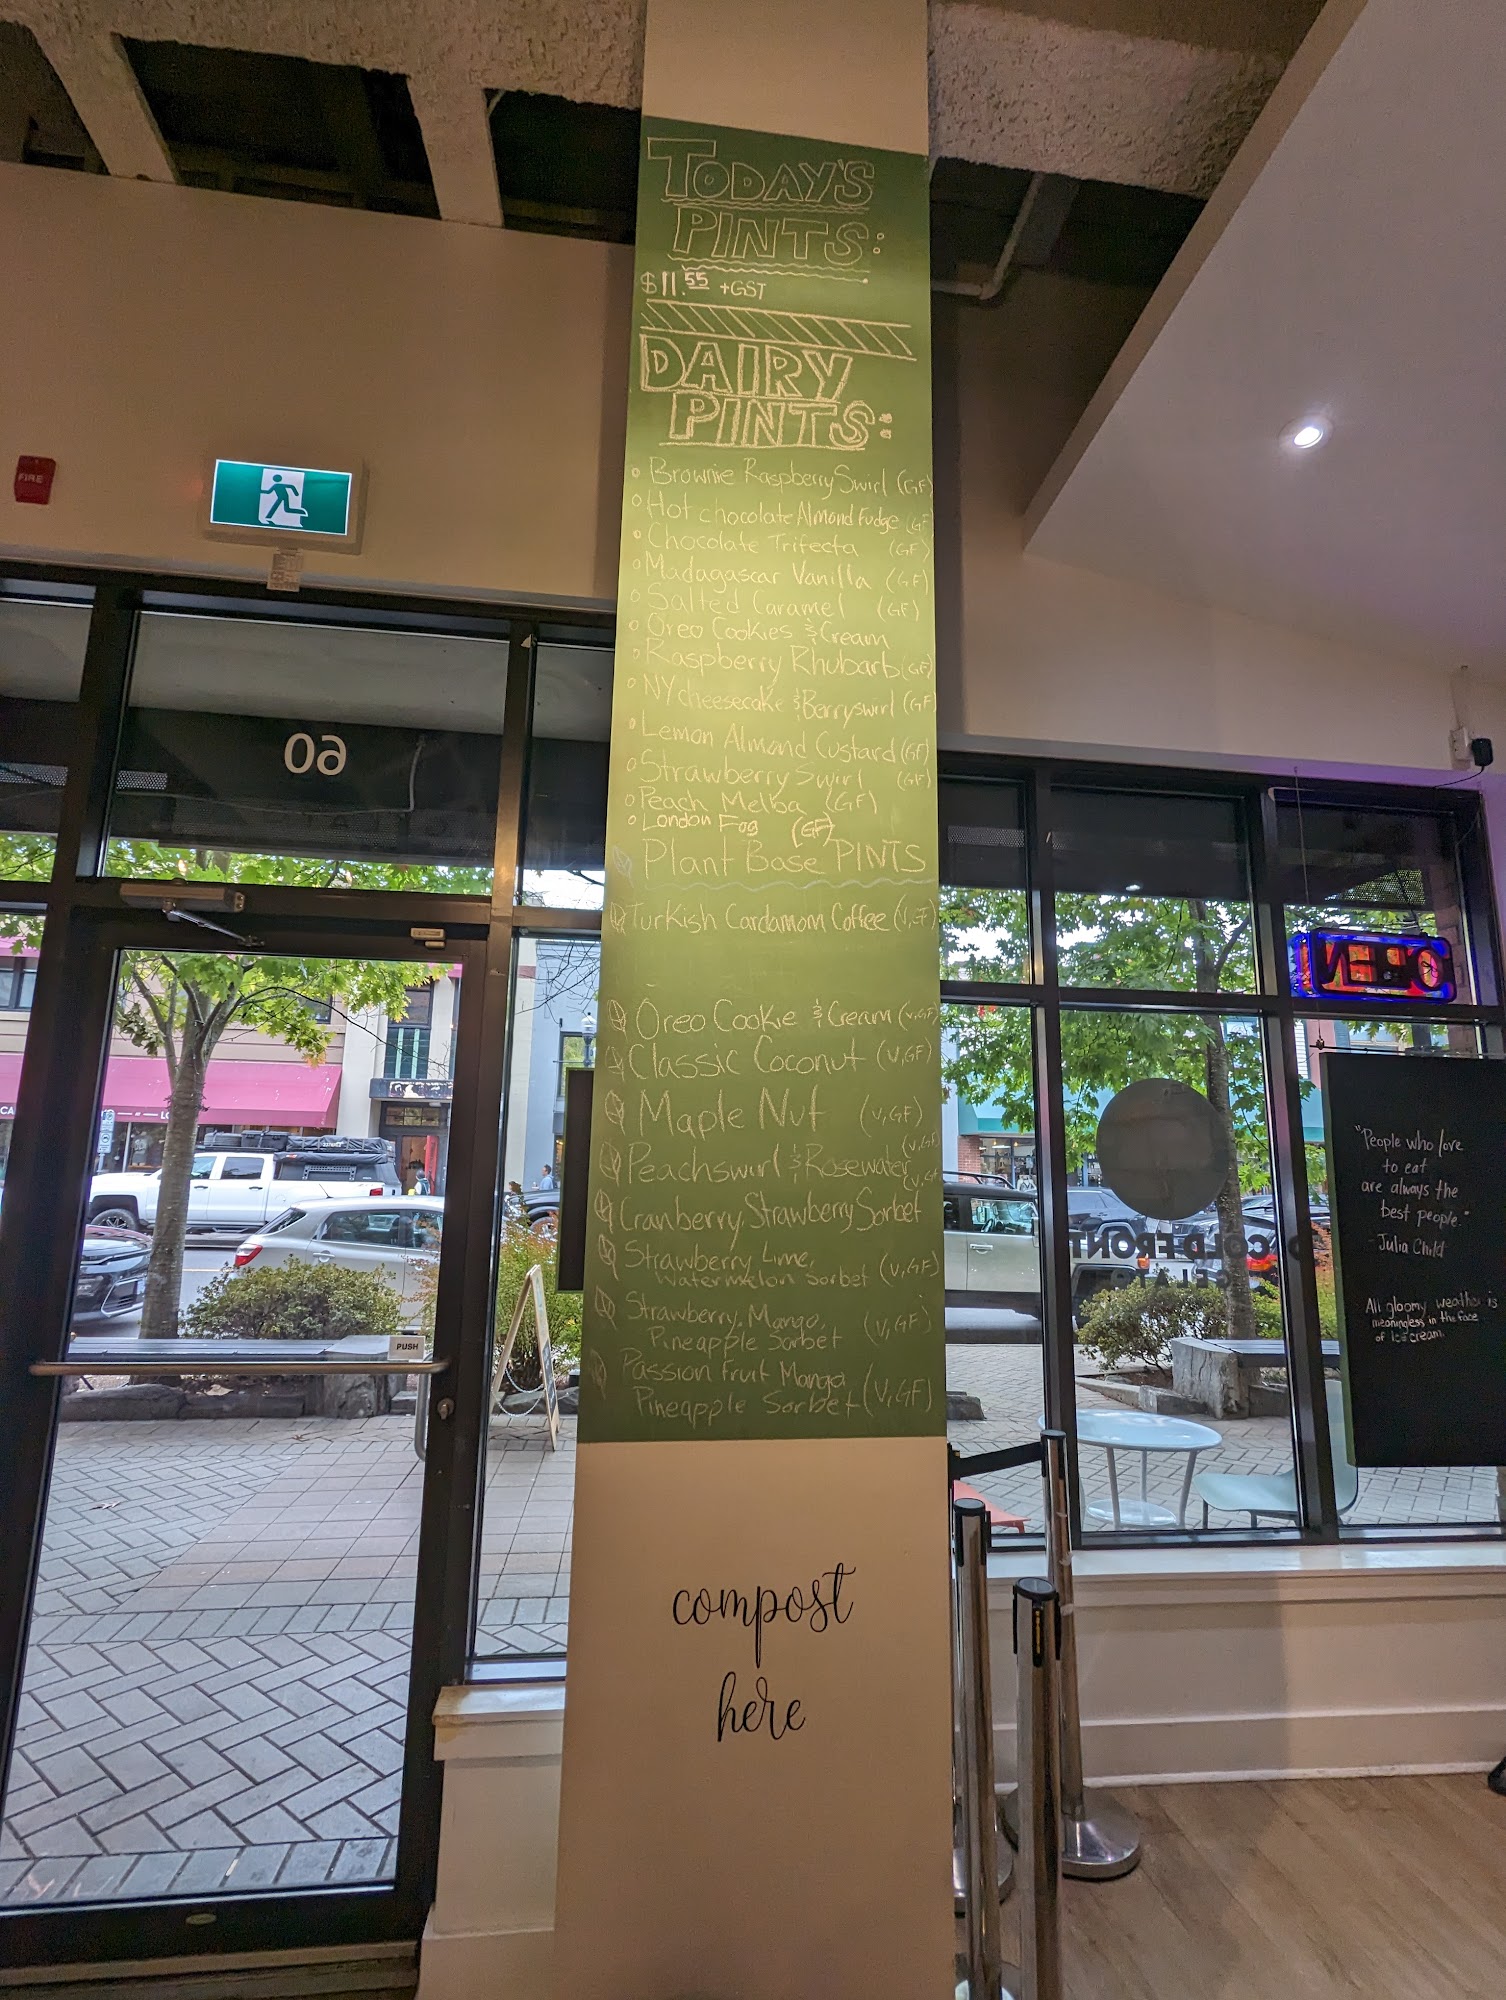 TODAY'S
PINTS:
$11.55 +GST
DAIRY
PINTS:
Brownie Raspberry Swirl (GF)
Hot chocolate Almond Fudge (GF
Chocolate Trifecta (GF)
Madagascar Vanilla (GF)
Salted Caramel (GF)
Oreo Cookies & Cream
Raspberry Rhubarb (GF)
NY cheesecake & Berryswirl (GF
Lemon Almond Custard (GF)
Strawberry Swirl (GF)
Peach Melba (GF)
London Fog (GF)
Plant Base PINTS
Turkish Cardamom Coffee (V,GF)
Oreo Cookie & Cream (V,GF)
Classic Coconut (V,GF)
Maple Nut (V,GF)
Peachswirl & Rosewater (V,GF)
Cranberry, Strawberry Sorbet (V,GF
Strawberry, Lime,
Watermelon Sorbet (V,GF)
Strawberry, Mango,
Pineapple Sorbet (V,GF)
Passion fruit Mango
Pineapple Sorbet (V,GF)
compost
here
FIRE
60
PUSH
OPEN
COLD FRONT
GELATO
"People who love
to eat
are always the
best people."
-Julia Child
All gloomy weather is
meaningless in the face
of ice cream.